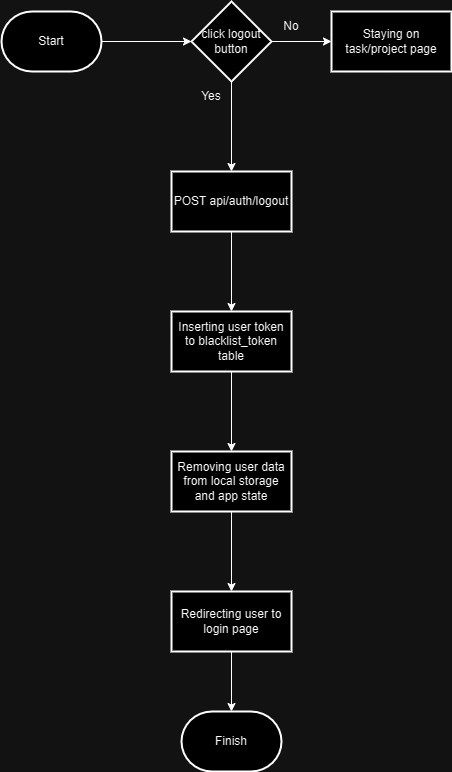 Start
click logout
button
No
Staying on
task/project page
Yes
POST api/auth/logout
Inserting user token
to blacklist_token
table
Removing user data
from local storage
and app state
Redirecting user to
login page
Finish